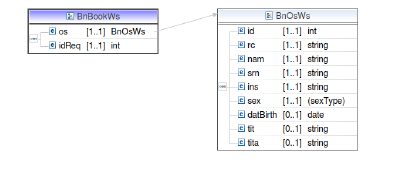 BnBookWs
os [1..1] BnOsWs
idReq [1..1] int
BnOsWs
id [1..1] int
rc [1..1] string
nam [1..1] string
srn [1..1] string
ins [1..1] string
sex [1..1] (sexType)
datBirth [0..1] date
tit [0..1] string
tita [0..1] string